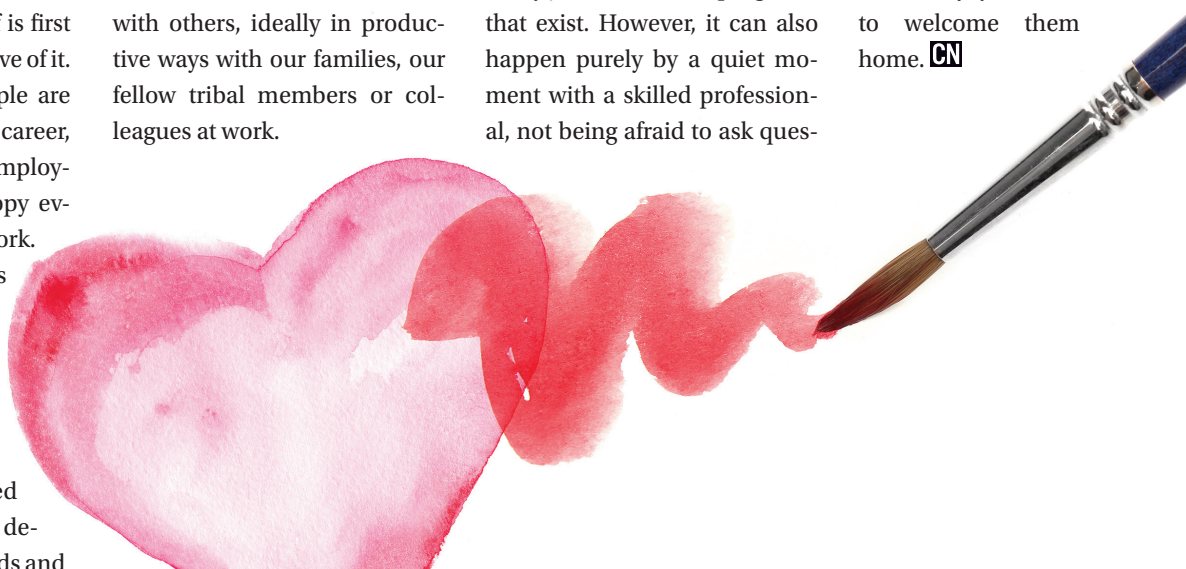 is first
ve of it.
ple are
career,
mploy-
ppy ev-
ork.
s
ed
de-
ds and
with others, ideally in produc-
tive ways with our families, our
fellow tribal members or col-
leagues at work.
that exist. However, it can also
happen purely by a quiet mo-
ment with a skilled profession-
al, not being afraid to ask ques-
to welcome them
home. CN